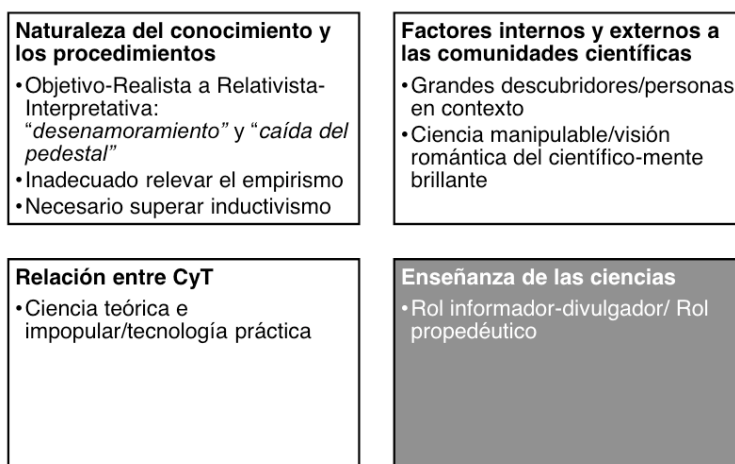 Naturaleza del conocimiento y
los procedimientos
•Objetivo-Realista a Relativista-
Interpretativa:
“desenamoramiento” y “caída del
pedestal”
•Inadecuado relevar el empirismo
•Necesario superar inductivismo
Factores internos y externos a
las comunidades científicas
•Grandes descubridores/personas
en contexto
•Ciencia manipulable/visión
romántica del científico-mente
brillante
Relación entre CyT
•Ciencia teórica e
impopular/tecnología práctica
Enseñanza de las ciencias
•Rol informador-divulgador/ Rol
propedéutico